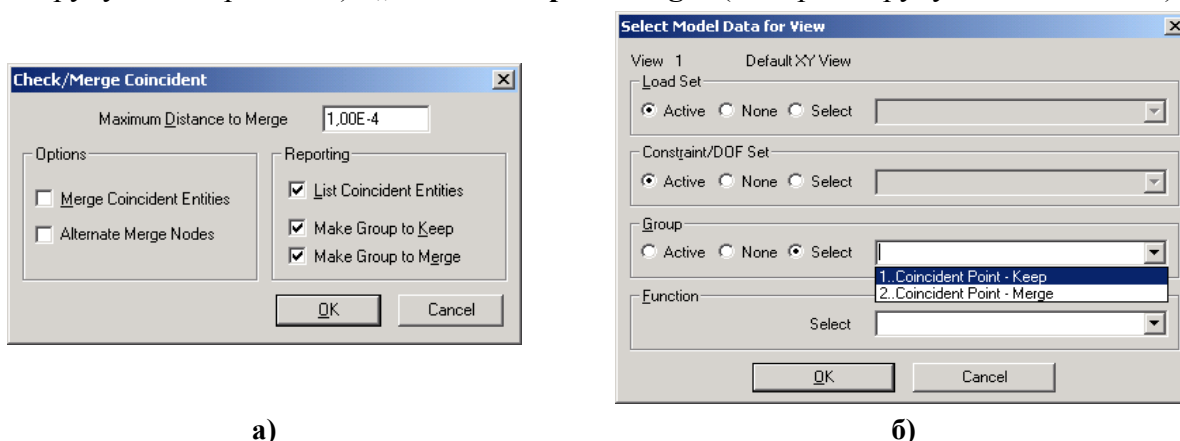 Check/Merge Coincident
Maximum Distance to Merge 1,00E-4
Options
Merge Coincident Entities
Alternate Merge Nodes
Reporting
List Coincident Entities
Make Group to Keep
Make Group to Merge
OK Cancel
а)
Select Model Data for View
View 1 Default XY View
Load Set
Active None Select
Constraint/DOF Set
Active None Select
Group
Active None Select
1..Coincident Point - Keep
2..Coincident Point - Merge
Function
Select
OK Cancel
б)